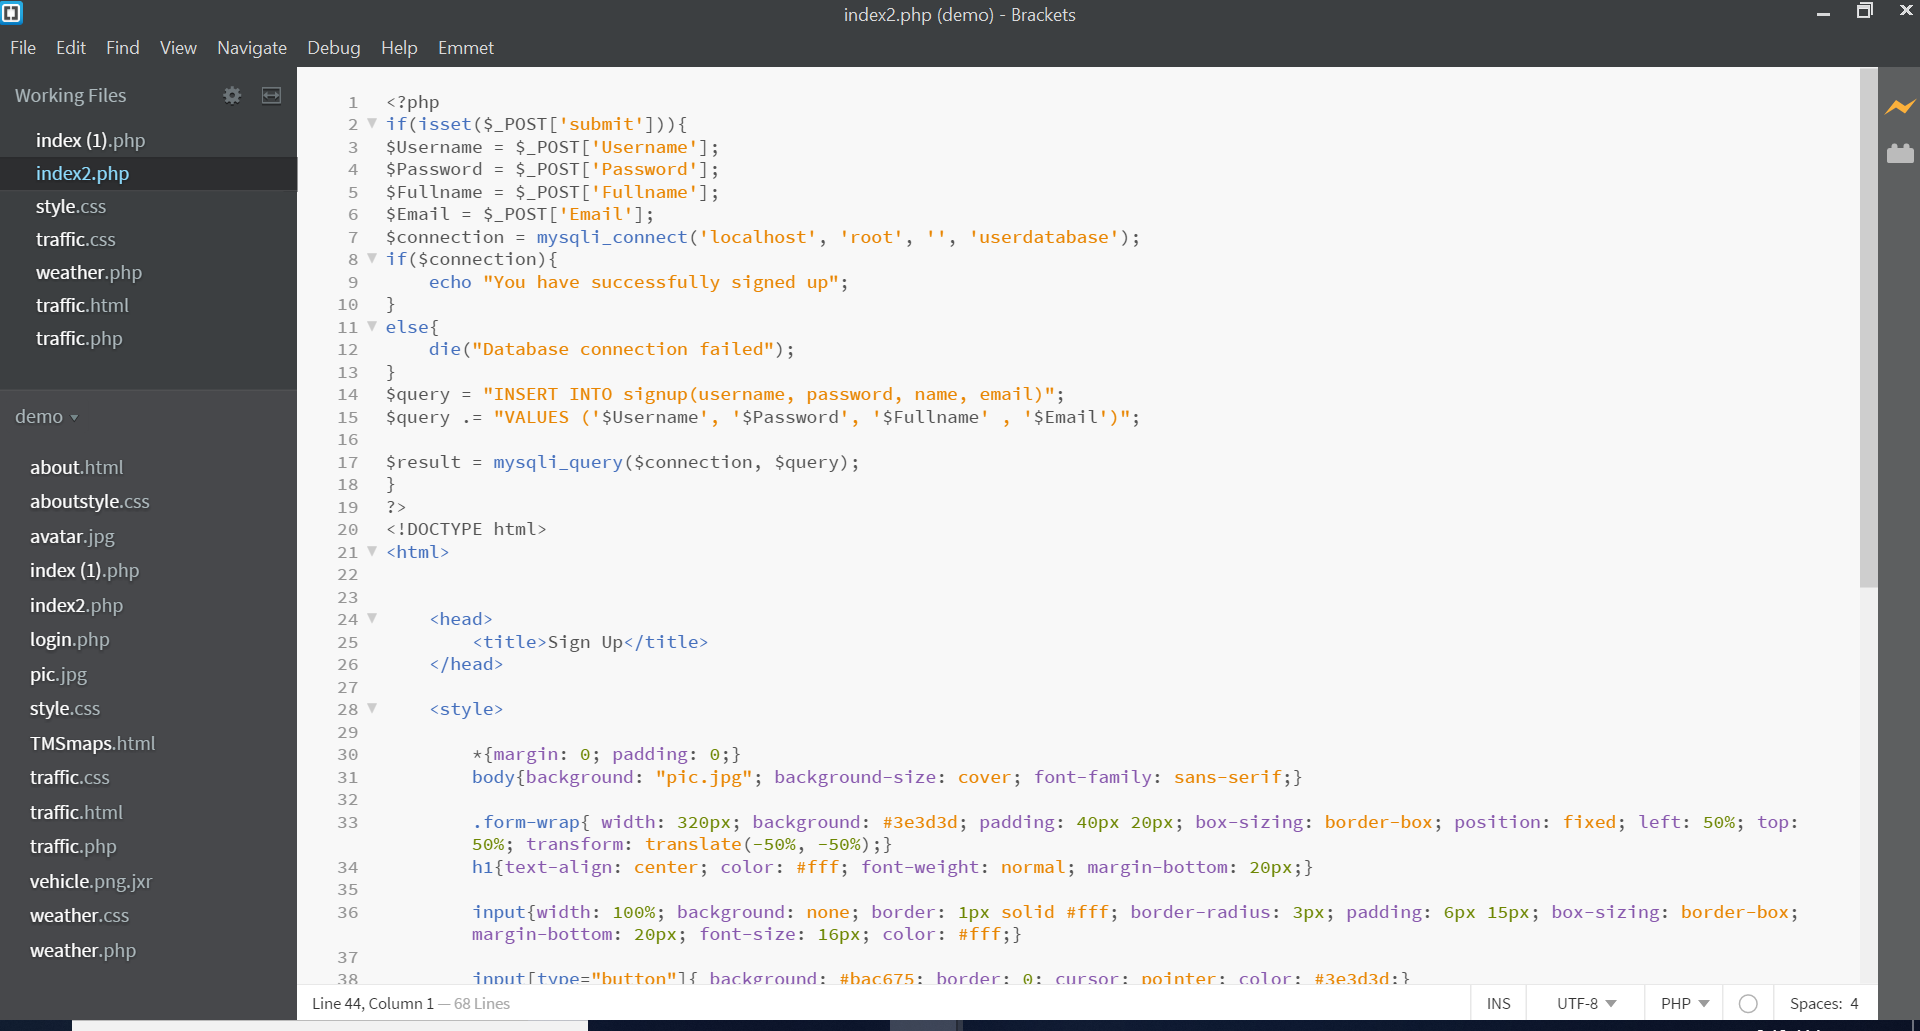 index2.php (demo) - Brackets
File Edit Find View Navigate Debug Help Emmet
Working Files
index (1).php
index2.php
style.css
traffic.css
weather.php
traffic.html
traffic.php
demo
about.html
aboutstyle.css
avatar.jpg
index (1).php
index2.php
login.php
pic.jpg
style.css
TMSmaps.html
traffic.css
traffic.html
traffic.php
vehicle.png.jxr
weather.css
weather.php
1 <?php
2 if(isset($_POST['submit'])){
3 $Username = $_POST['Username'];
4 $Password = $_POST['Password'];
5 $Fullname = $_POST['Fullname'];
6 $Email = $_POST['Email'];
7 $connection = mysqli_connect('localhost', 'root', '', 'userdatabase');
8 if($connection){
9 echo "You have successfully signed up";
10 }
11 else{
12 die("Database connection failed");
13 }
14 $query = "INSERT INTO signup(username, password, name, email)";
15 $query .= "VALUES ('$Username', '$Password', '$Fullname' , '$Email')";
16
17 $result = mysqli_query($connection, $query);
18 }
19 ?>
20 <!DOCTYPE html>
21 <html>
22
23
24 <head>
25 <title>Sign Up</title>
26 </head>
27
28 <style>
29
30 *{margin: 0; padding: 0;}
31 body{background: "pic.jpg"; background-size: cover; font-family: sans-serif;}
32
33 .form-wrap{ width: 320px; background: #3e3d3d; padding: 40px 20px; box-sizing: border-box; position: fixed; left: 50%; top:
50%; transform: translate(-50%, -50%);}
34 h1{text-align: center; color: #fff; font-weight: normal; margin-bottom: 20px;}
35
36 input{width: 100%; background: none; border: 1px solid #fff; border-radius: 3px; padding: 6px 15px; box-sizing: border-box;
margin-bottom: 20px; font-size: 16px; color: #fff;}
37
38 input[type="button"]{ background: #bac675; border: 0; cursor: pointer; color: #3e3d3d;}
Line 44, Column 1 — 68 Lines
INS UTF-8 PHP Spaces: 4